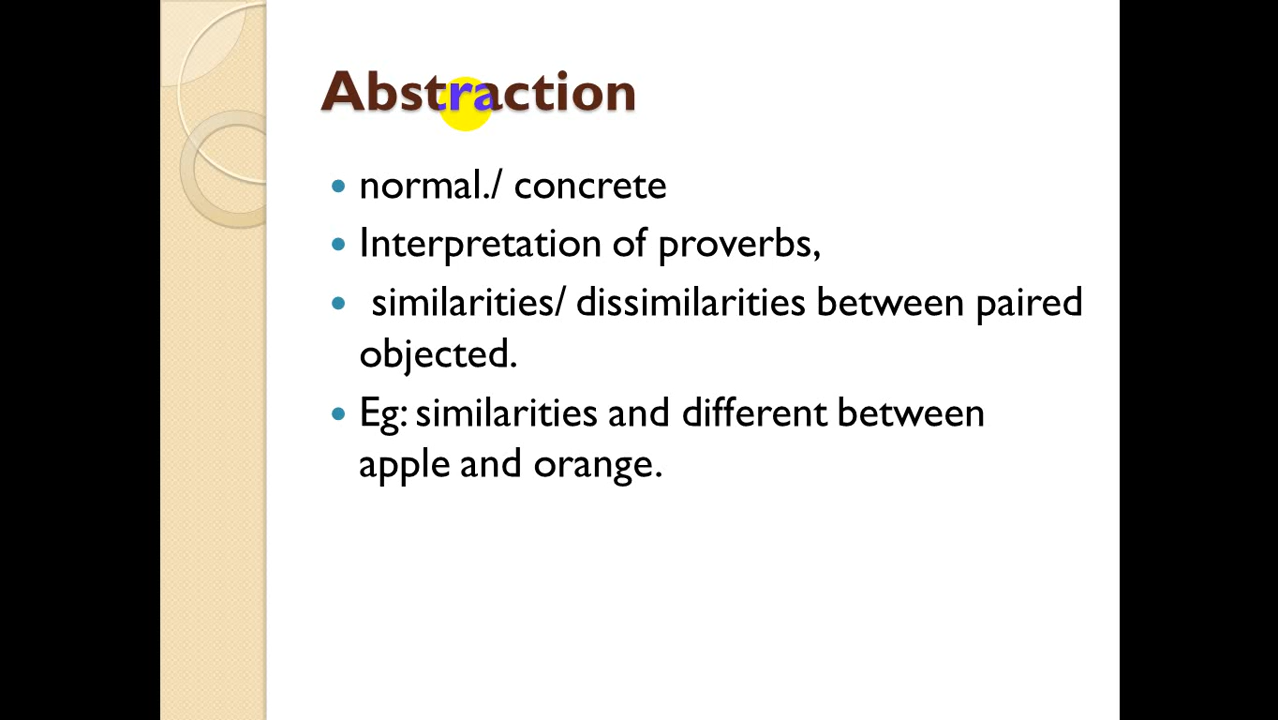 Abstraction
normal./ concrete
Interpretation of proverbs,
similarities/ dissimilarities between paired
objected.
Eg: similarities and different between
apple and orange.